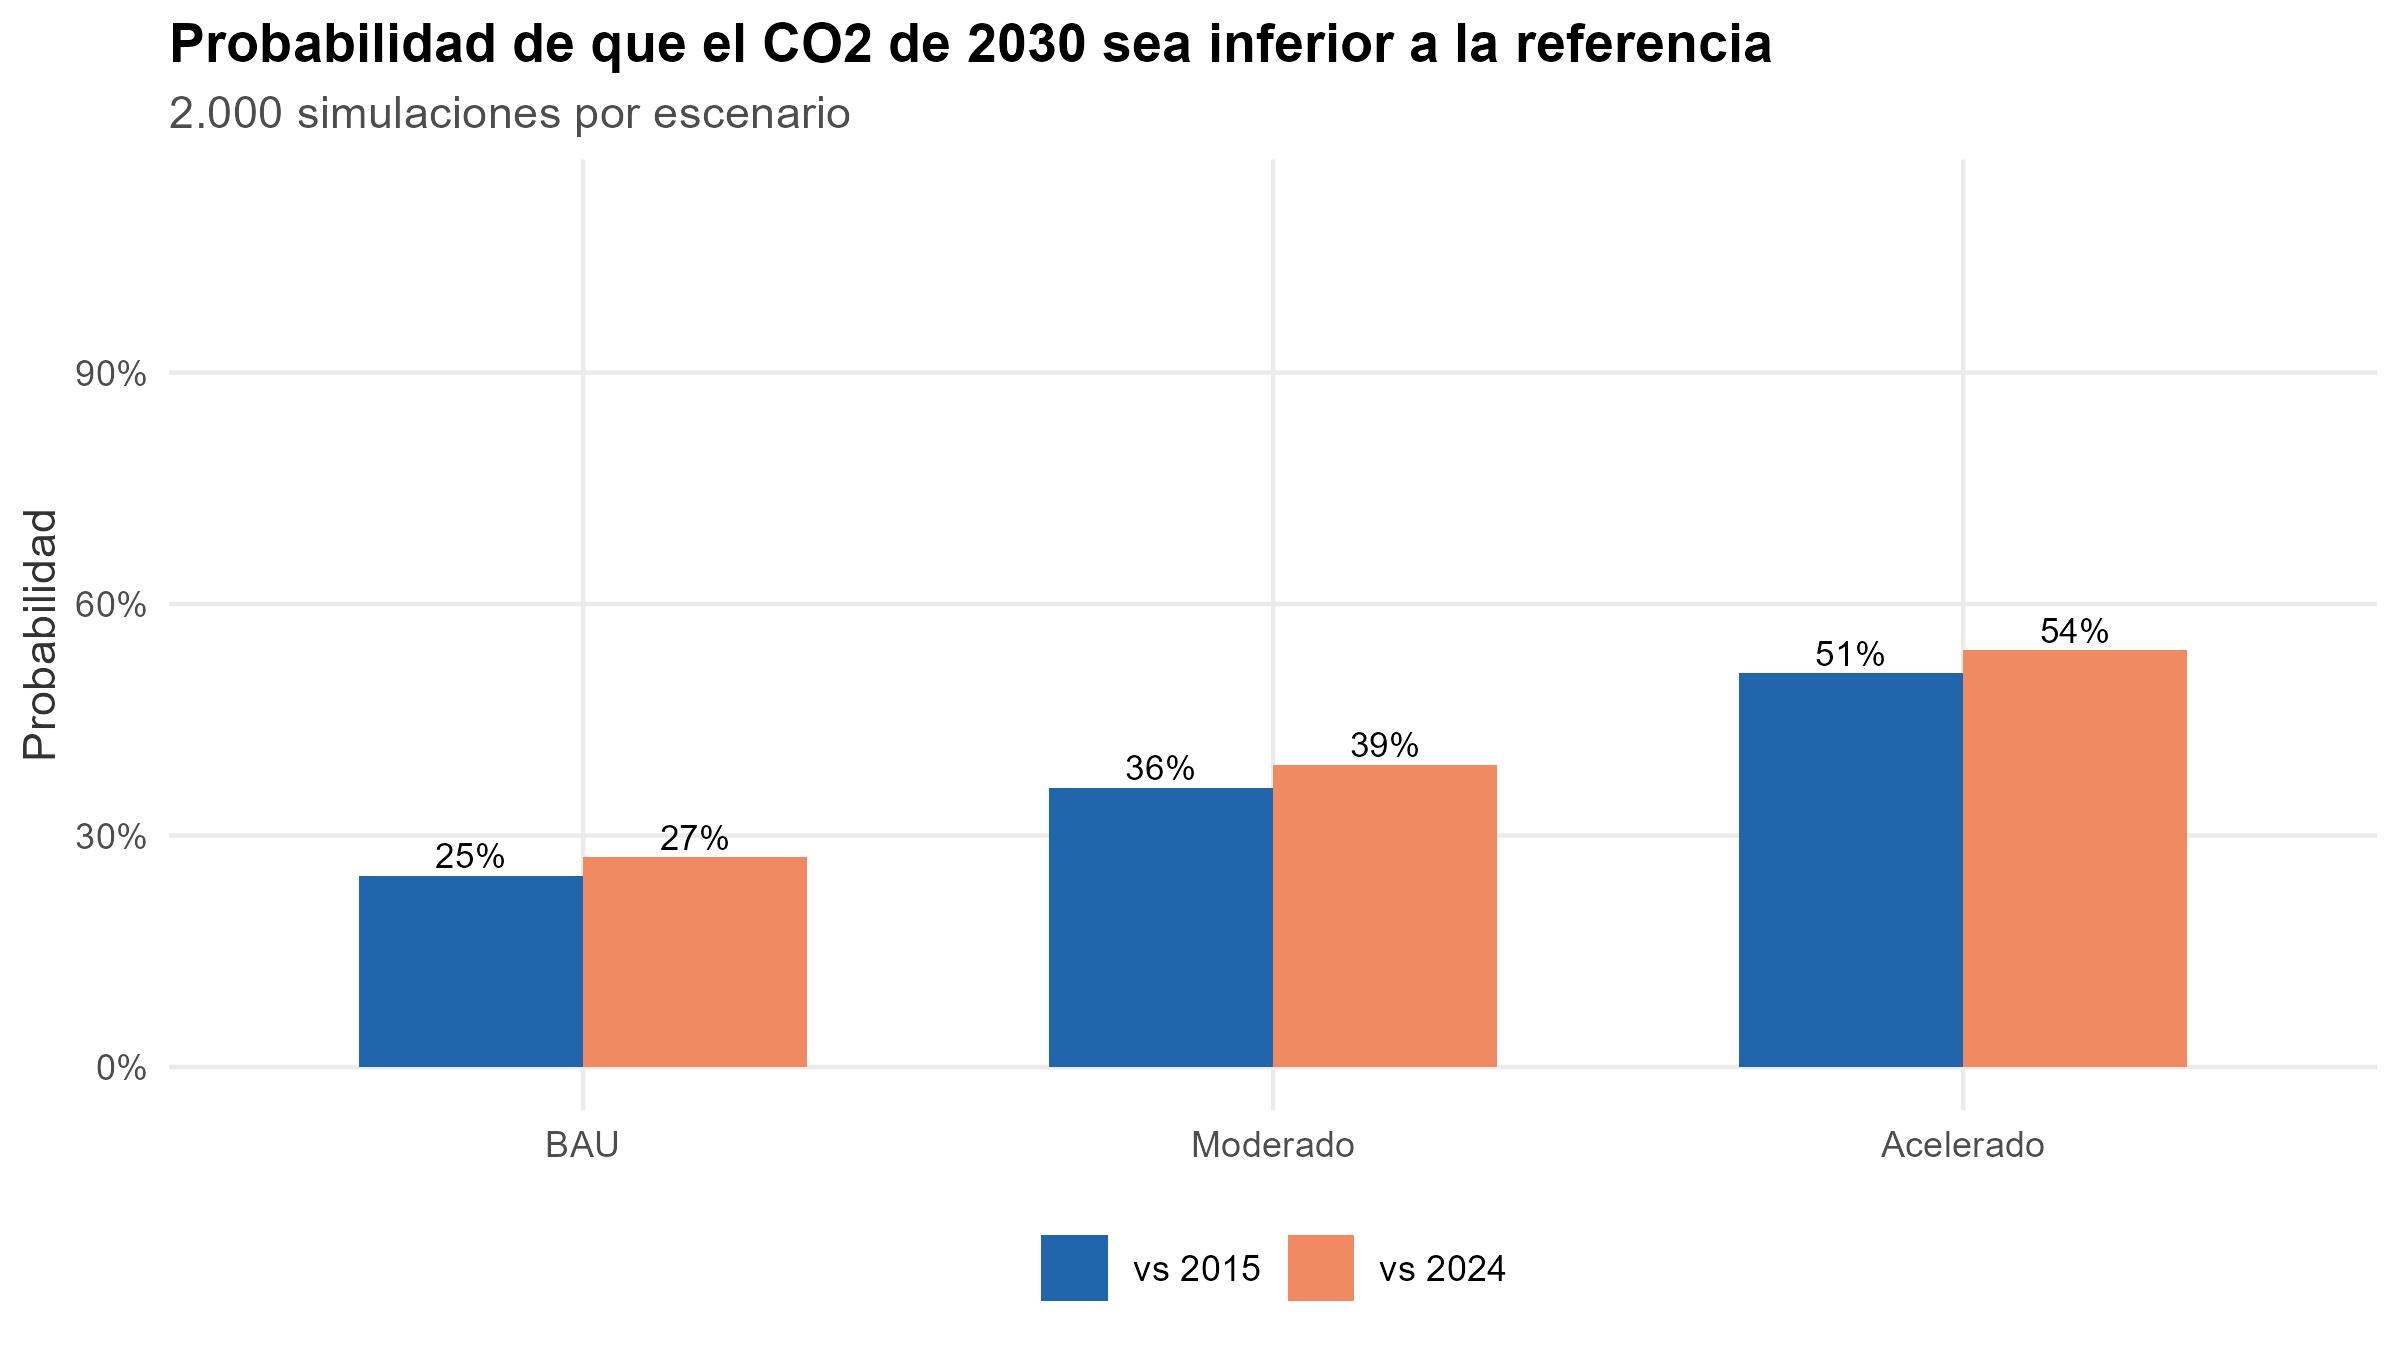 Probabilidad de que el CO2 de 2030 sea inferior a la referencia
2.000 simulaciones por escenario
Probabilidad
90%
60%
30%
0%
25%
27%
36%
39%
51%
54%
BAU
Moderado
Acelerado
vs 2015
vs 2024